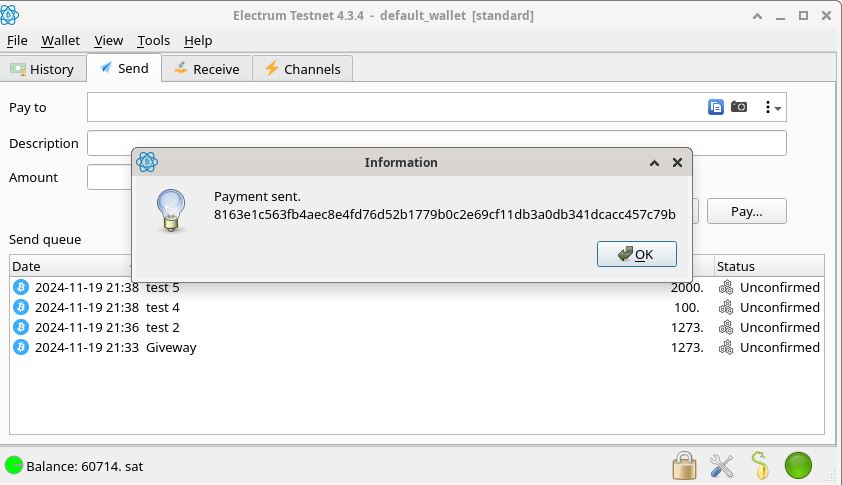 Electrum Testnet 4.3.4 - default_wallet [standard]
File Wallet View Tools Help
History Send Receive Channels
Pay to
Description
Amount
Information
Payment sent.
8163e1c563fb4aec8e4fd76d52b1779b0c2e69cf11db3a0db341dcacc457c79b
OK
Pay...
Send queue
Date Status
2024-11-19 21:38 test 5 2000. Unconfirmed
2024-11-19 21:38 test 4 100. Unconfirmed
2024-11-19 21:36 test 2 1273. Unconfirmed
2024-11-19 21:33 Giveway 1273. Unconfirmed
Balance: 60714. sat